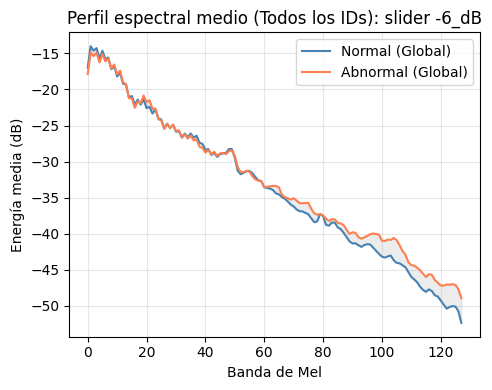 Perfil espectral medio (Todos los IDs): slider -6_dB
Normal (Global)
Abnormal (Global)
Energía media (dB)
−15
−20
−25
−30
−35
−40
−45
−50
0 20 40 60 80 100 120
Banda de Mel